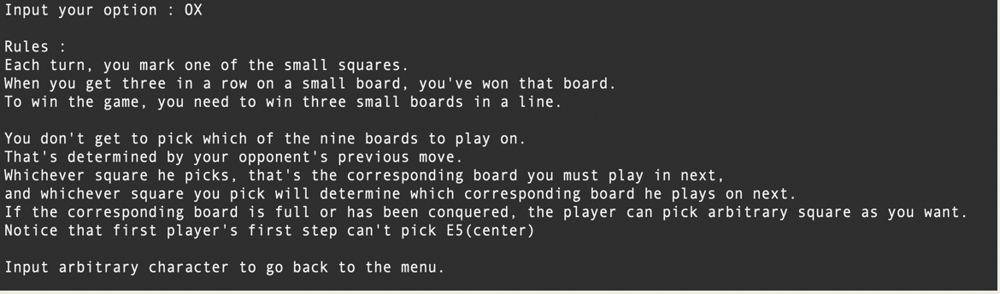 Input your option : OX
Rules :
Each turn, you mark one of the small squares.
When you get three in a row on a small board, you've won that board.
To win the game, you need to win three small boards in a line.
You don't get to pick which of the nine boards to play on.
That's determined by your opponent's previous move.
Whichever square he picks, that's the corresponding board you must play in next,
and whichever square you pick will determine which corresponding board he plays on next.
If the corresponding board is full or has been conquered, the player can pick arbitrary square as you want.
Notice that first player's first step can't pick E5(center)
Input arbitrary character to go back to the menu.